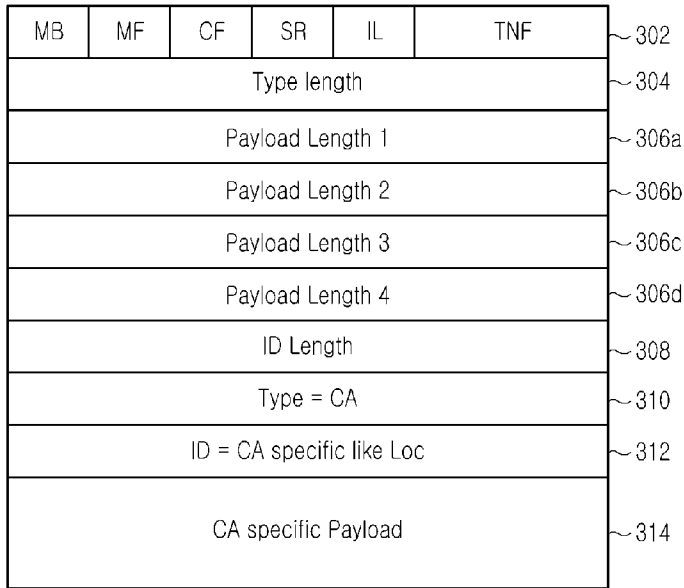 MB MF CF SR IL TNF 302
Type length 304
Payload Length 1 306a
Payload Length 2 306b
Payload Length 3 306c
Payload Length 4 306d
ID Length 308
Type = CA 310
ID = CA specific like Loc 312
CA specific Payload 314